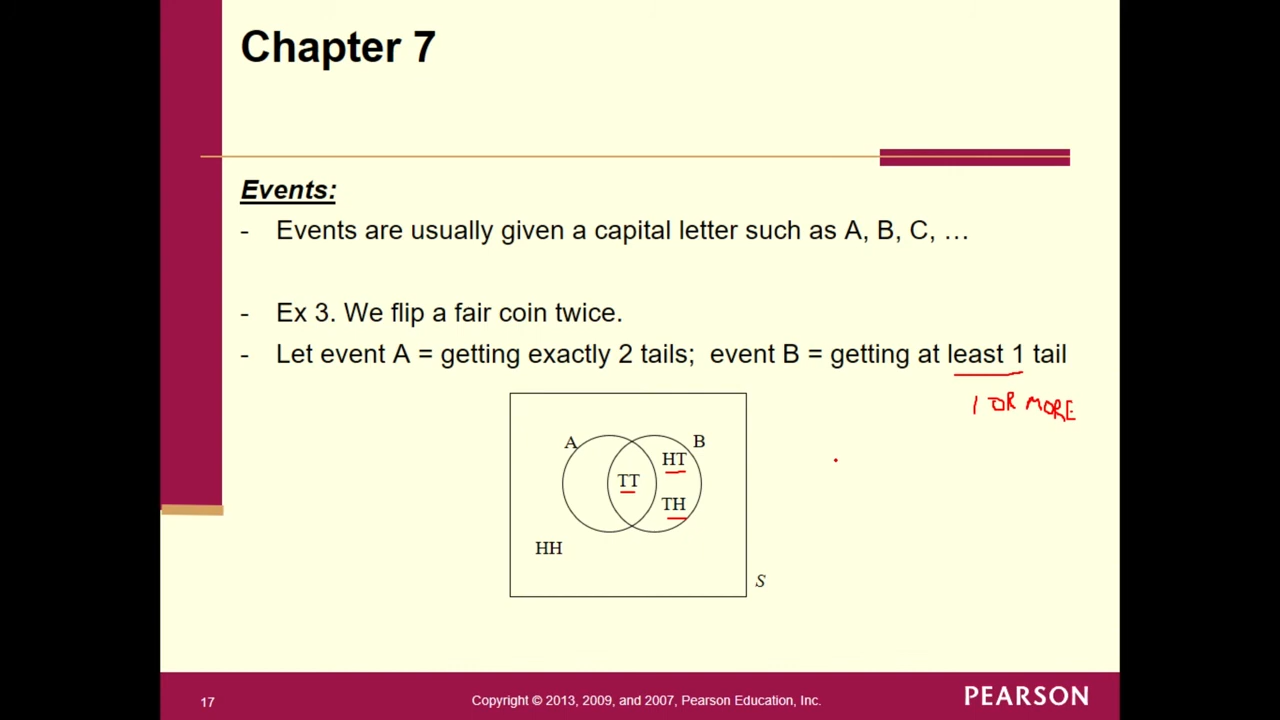 Chapter 7
Events:
- Events are usually given a capital letter such as A, B, C, …
- Ex 3. We flip a fair coin twice.
- Let event A = getting exactly 2 tails; event B = getting at least 1 tail
1 OR MORE
A B
HT
TT
TH
HH
S
17 Copyright © 2013, 2009, and 2007, Pearson Education, Inc. PEARSON